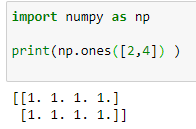 import numpy as np
print(np.ones([2,4]) )
[[1. 1. 1. 1.]
 [1. 1. 1. 1.]]